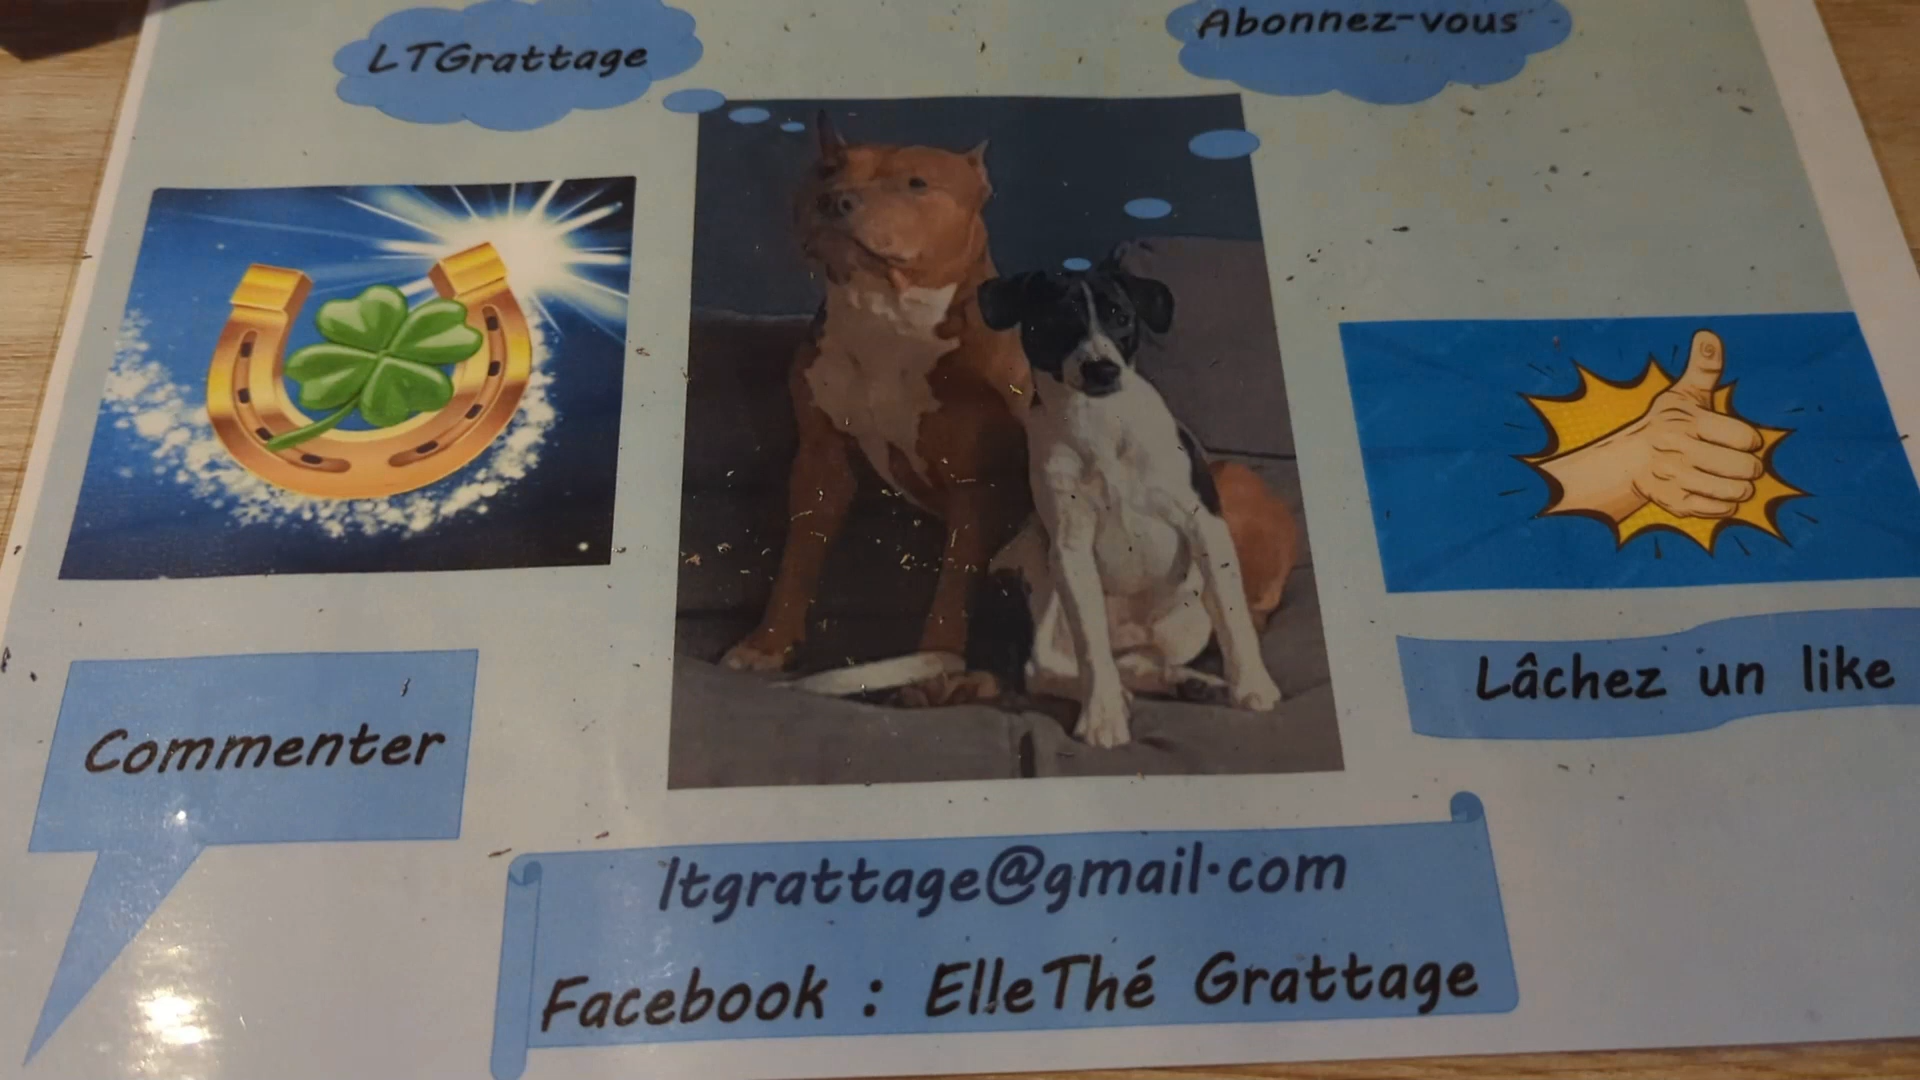 LTGrattage
Abonnez-vous
Lâchez un like
Commenter
ltgrattage@gmail.com
Facebook : ElleThé Grattage